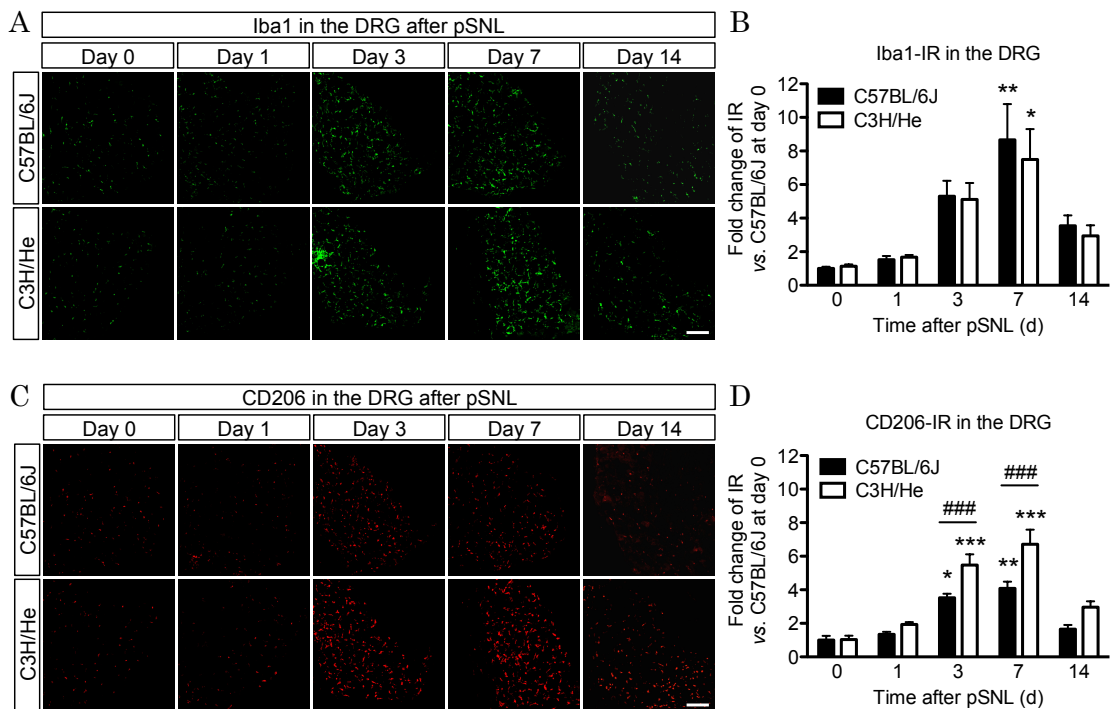 A
Iba1 in the DRG after pSNL
Day 0 Day 1 Day 3 Day 7 Day 14
C57BL/6J
C3H/He
B
Iba1-IR in the DRG
Fold change of IR
vs. C57BL/6J at day 0
12
10
8
6
4
2
0
C57BL/6J
C3H/He
** *
0 1 3 7 14
Time after pSNL (d)
C
CD206 in the DRG after pSNL
Day 0 Day 1 Day 3 Day 7 Day 14
C57BL/6J
C3H/He
D
CD206-IR in the DRG
Fold change of IR
vs. C57BL/6J at day 0
12
10
8
6
4
2
0
C57BL/6J
C3H/He
### ###
* *** ** ***
0 1 3 7 14
Time after pSNL (d)